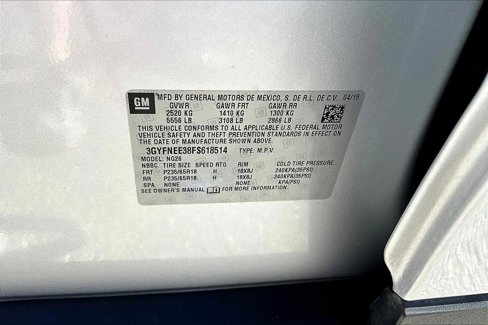 GM
MFD BY GENERAL MOTORS DE MEXICO, S. DE R.L. DE C.V. 04/15
GVWR GAWR FRT GAWR RR
2520 KG 1410 KG 1300 KG
5556 LB 3108 LB 2866 LB
THIS VEHICLE CONFORMS TO ALL APPLICABLE U.S. FEDERAL MOTOR
VEHICLE SAFETY AND THEFT PREVENTION STANDARDS
IN EFFECT ON THE DATE OF MANUFACTURE SHOWN ABOVE.
3GYFNEE38FS618514 TYPE: M.P.V.
MODEL: NG26
NBBC TIRE SIZE SPEED RTG RIM COLD TIRE PRESSURE
FRT P235/65R18 H 18X8J 240KPA(35PSI)
RR P235/65R18 H 18X8J 240KPA(35PSI)
SPA NONE NONE KPA(PSI)
SEE OWNER'S MANUAL FOR MORE INFORMATION.